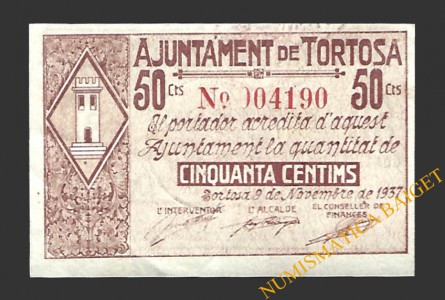 AJUNTAMENT DE TORTOSA
50 Cts 50 Cts
No 004190
El portador acredita d'aquest
Ajuntament la quantitat de
CINQUANTA CENTIMS
Tortosa 9 de Novembre de 1937
L'INTERVENTOR L'ALCALDE EL CONSELLER DE
FINANCES
NUMISMATICA BAIGET